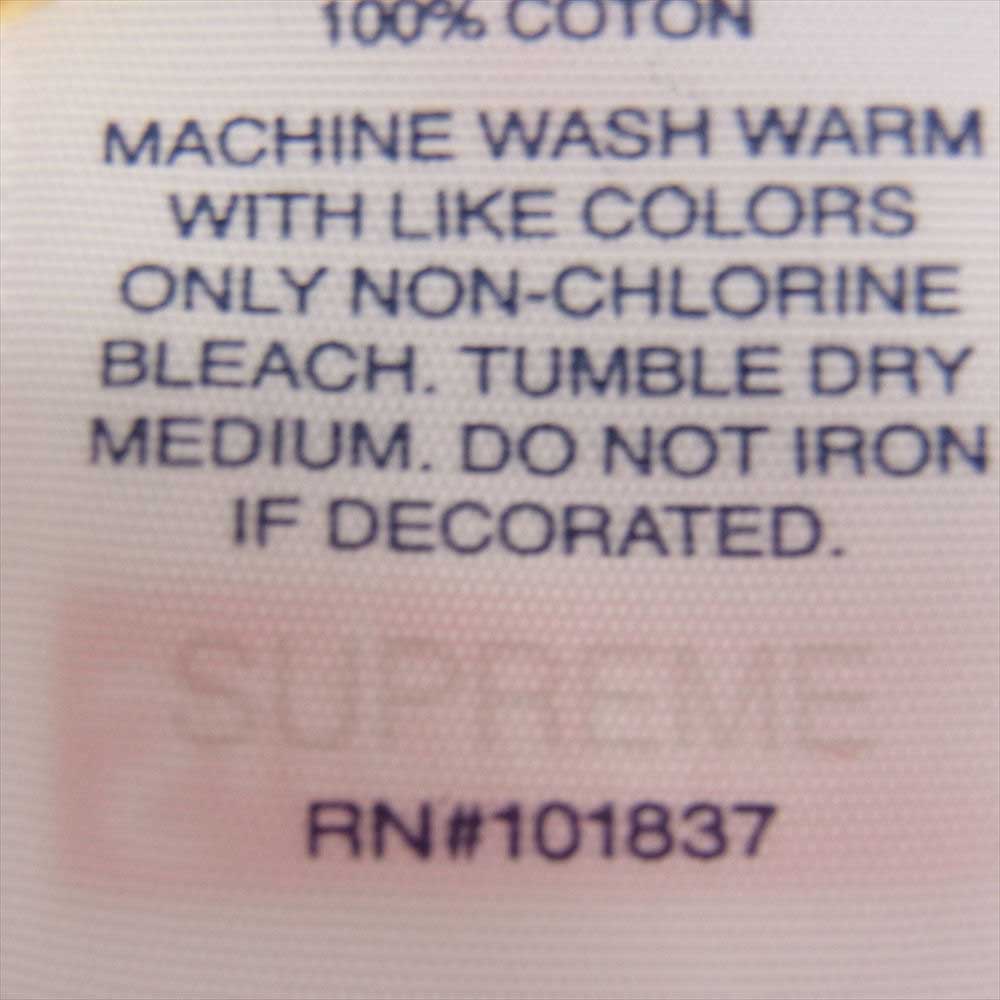 100% COTON
MACHINE WASH WARM
WITH LIKE COLORS
ONLY NON-CHLORINE
BLEACH. TUMBLE DRY
MEDIUM. DO NOT IRON
IF DECORATED.
SUPREME
RN#101837